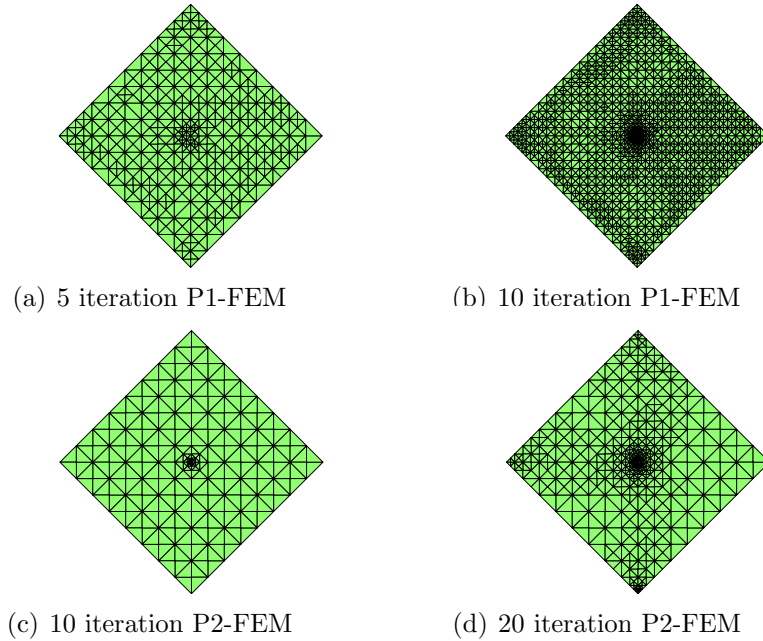 (a) 5 iteration P1-FEM
(b) 10 iteration P1-FEM
(c) 10 iteration P2-FEM
(d) 20 iteration P2-FEM